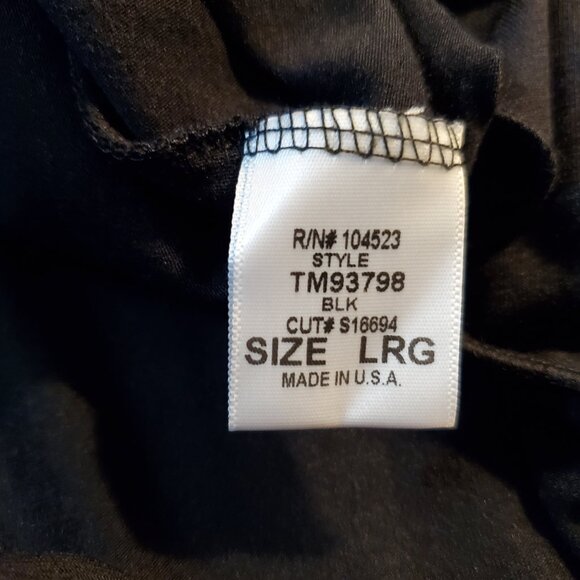 R/N# 104523
STYLE
TM93798
BLK
CUT# S16694
SIZE LRG
MADE IN U.S.A.